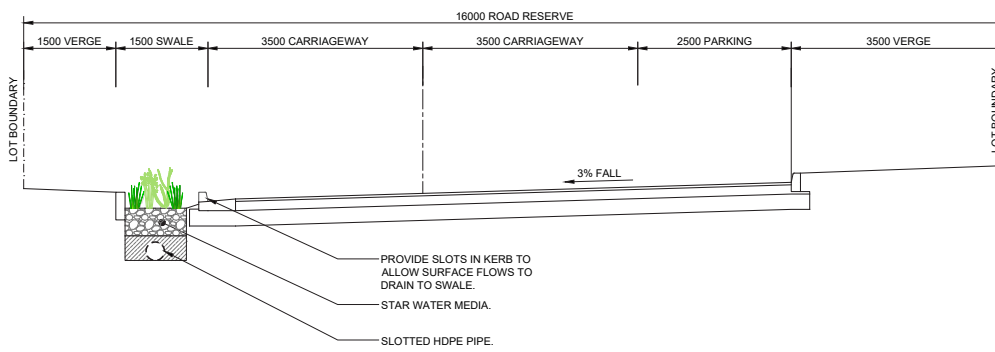 16000 ROAD RESERVE
1500 VERGE
1500 SWALE
3500 CARRIAGEWAY
3500 CARRIAGEWAY
2500 PARKING
3500 VERGE
LOT BOUNDARY
LOT BOUNDARY
3% FALL
PROVIDE SLOTS IN KERB TO
ALLOW SURFACE FLOWS TO
DRAIN TO SWALE.
STAR WATER MEDIA.
SLOTTED HDPE PIPE.